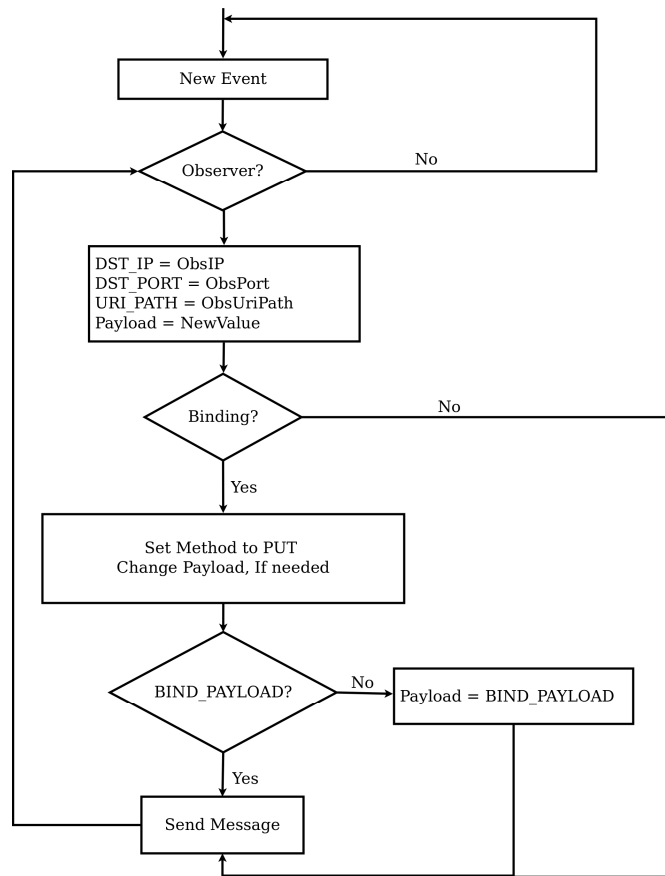 New Event
Observer?
No
DST_IP = ObsIP
DST_PORT = ObsPort
URI_PATH = ObsUriPath
Payload = NewValue
Binding?
No
Yes
Set Method to PUT
Change Payload, If needed
BIND_PAYLOAD?
No
Payload = BIND_PAYLOAD
Yes
Send Message